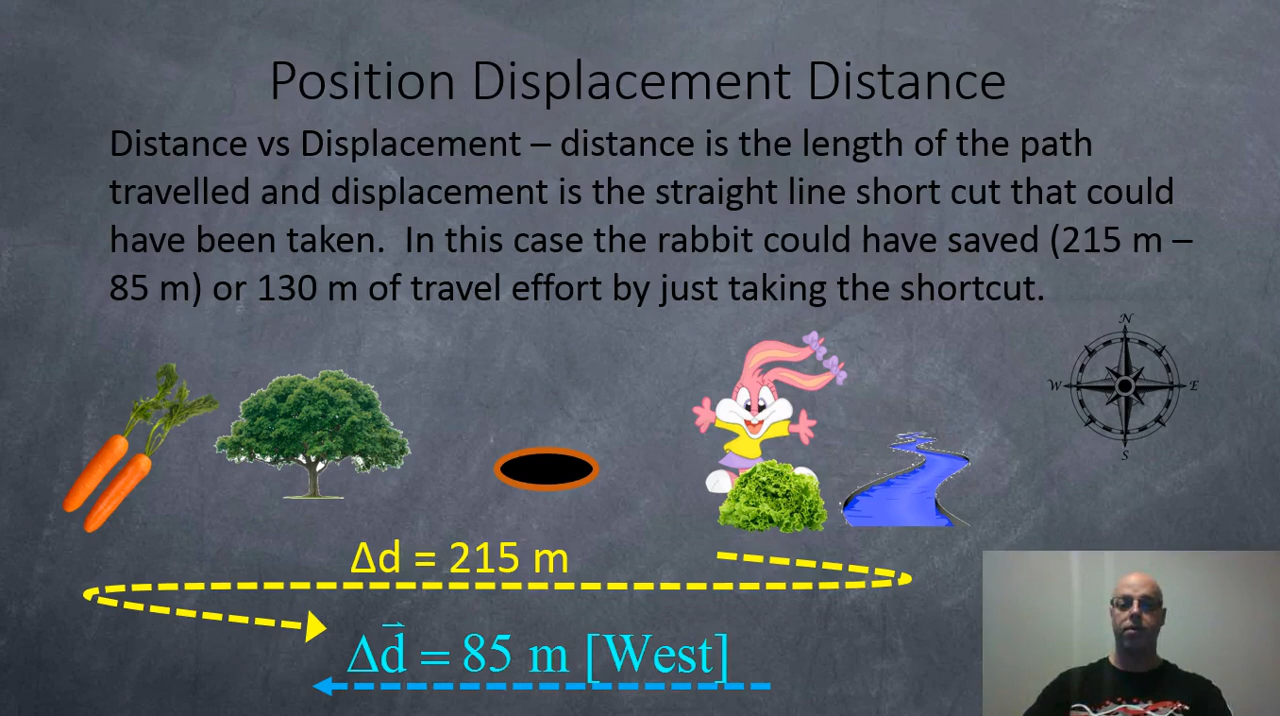 Position Displacement Distance
Distance vs Displacement – distance is the length of the path
travelled and displacement is the straight line short cut that could
have been taken.  In this case the rabbit could have saved (215 m –
85 m) or 130 m of travel effort by just taking the shortcut.
N
W
E
S
Δd = 215 m
Δd⃗ = 85 m [West]